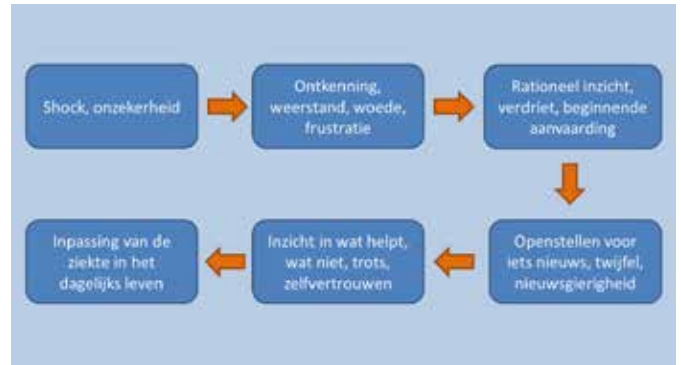 Shock, onzekerheid
Ontkenning,
weerstand, woede,
frustratie
Rationeel inzicht,
verdriet, beginnende
aanvaarding
Openstellen voor
iets nieuws, twijfel,
nieuwsgierigheid
Inzicht in wat helpt,
wat niet, trots,
zelfvertrouwen
Inpassing van de
ziekte in het
dagelijks leven